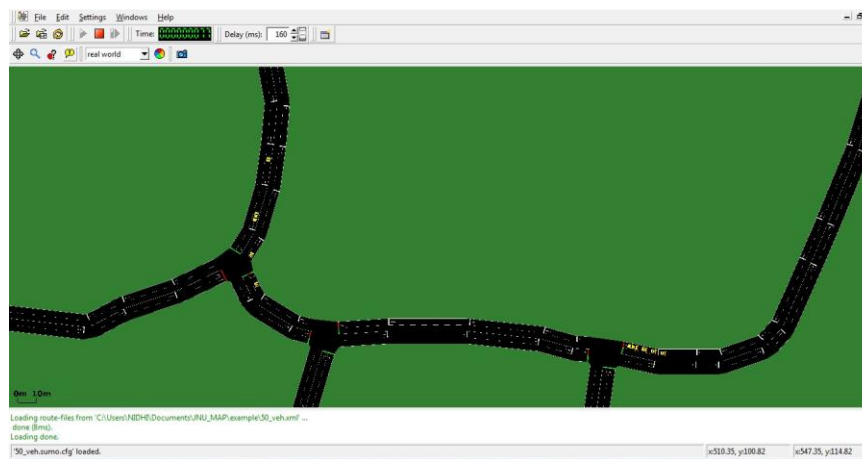 File Edit Settings Windows Help
Time: Delay (ms): 160
real world
0m 10m
Loading route-files from 'C:\Users\NIDHI\Documents\JNU_MAP\example\50_veh.xml' ...
done (8ms).
Loading done.
'50_veh.sumo.cfg' loaded.
x:510.35, y:100.82
x:547.35, y:114.82